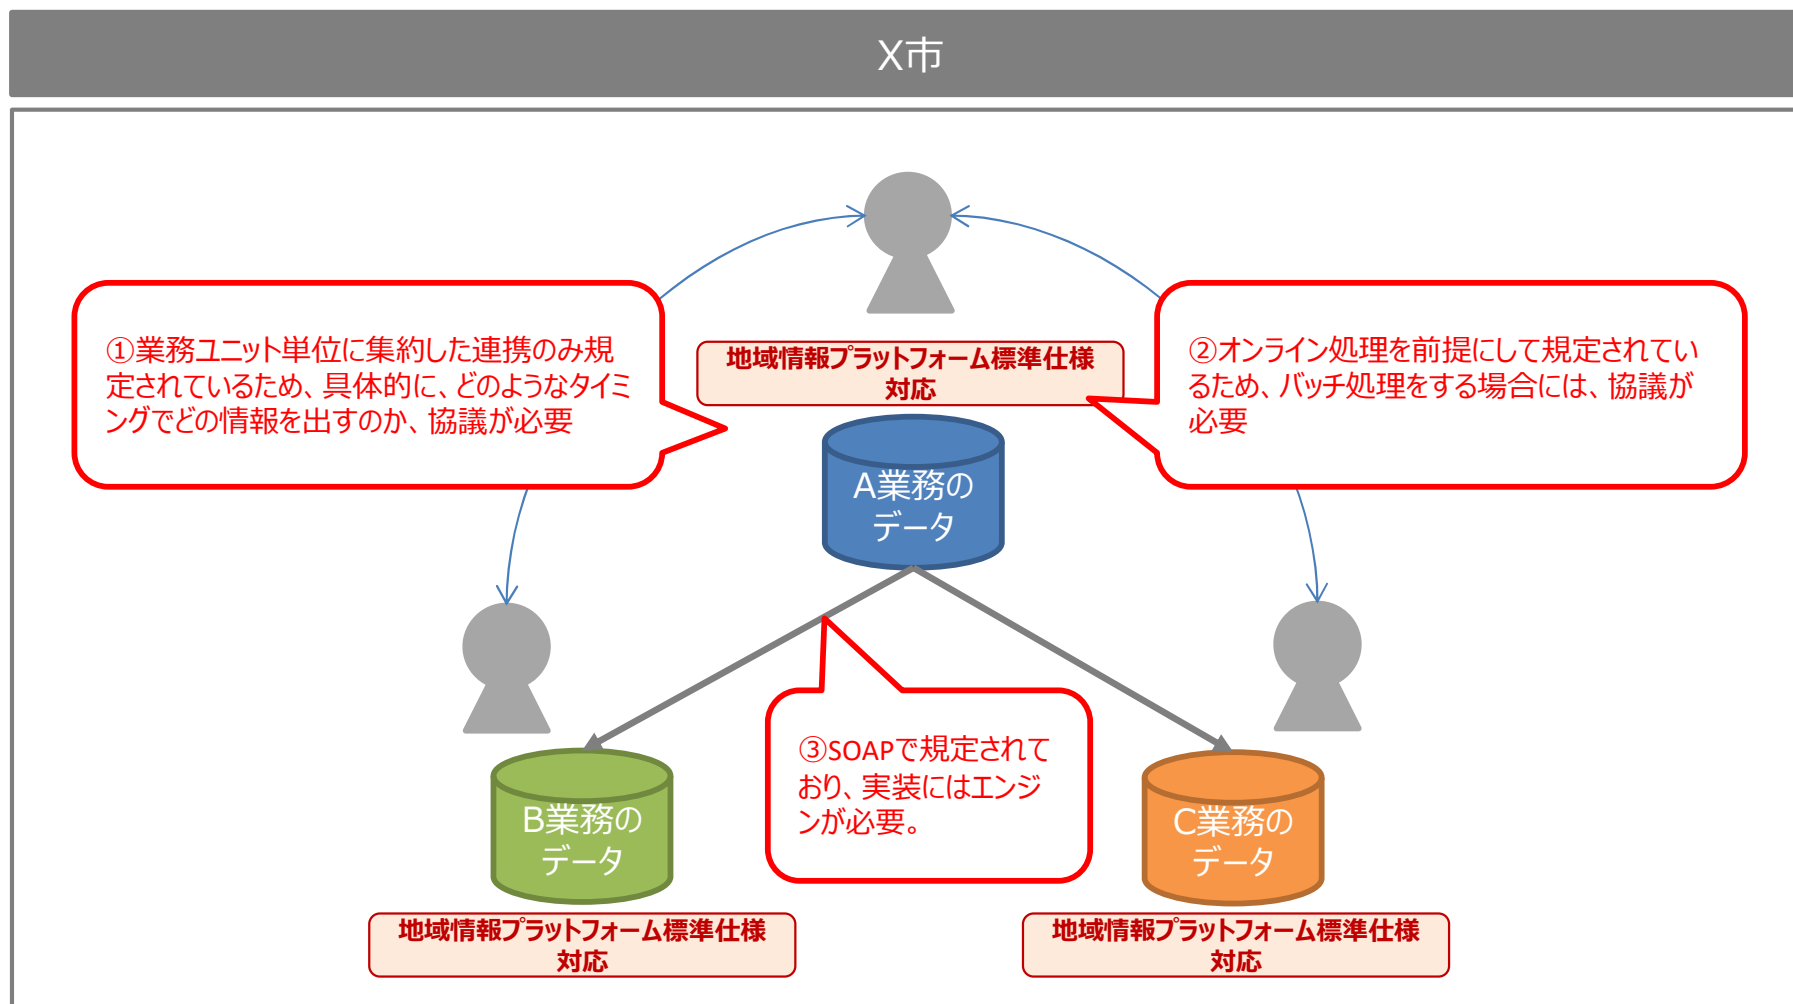 X市
①業務ユニット単位に集約した連携のみ規
定されているため、具体的に、どのようなタイミ
ングでどの情報を出すのか、協議が必要
地域情報プラットフォーム標準仕様
対応
②オンライン処理を前提にして規定されてい
るため、バッチ処理をする場合には、協議が
必要
A業務の
データ
③SOAPで規定されて
おり、実装にはエンジ
ンが必要。
B業務の
データ
C業務の
データ
地域情報プラットフォーム標準仕様
対応
地域情報プラットフォーム標準仕様
対応